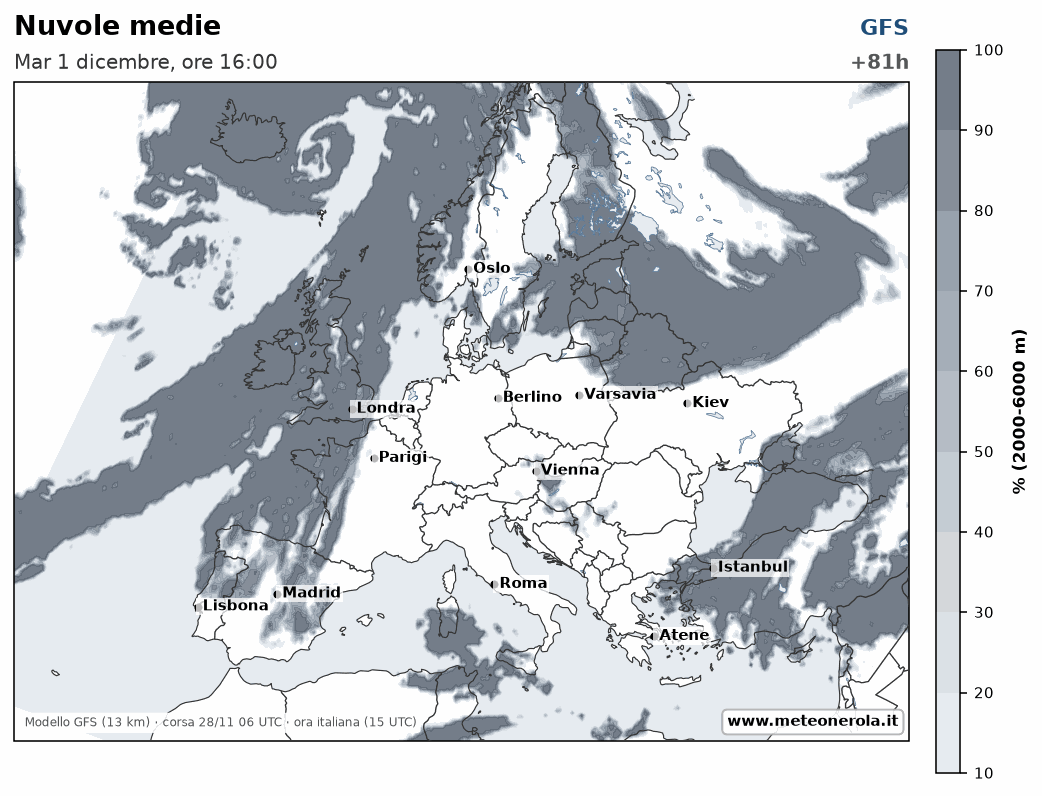 Nuvole medie
GFS
Mar 1 dicembre, ore 16:00
+81h
Oslo
Berlino
Varsavia
Londra
Kiev
Parigi
Vienna
Istanbul
Roma
Madrid
Lisbona
Atene
Modello GFS (13 km) · corsa 28/11 06 UTC · ora italiana (15 UTC)
www.meteonerola.it
100
90
80
70
60
50
40
30
20
10
% (2000-6000 m)